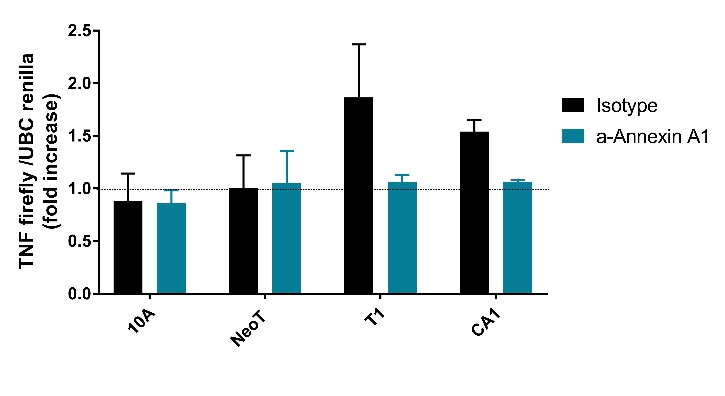 TNF firefly /UBC renilla
(fold increase)
2.5
2.0
1.5
1.0
0.5
0.0
10A
NeoT
T1
CA1
Isotype
a-Annexin A1